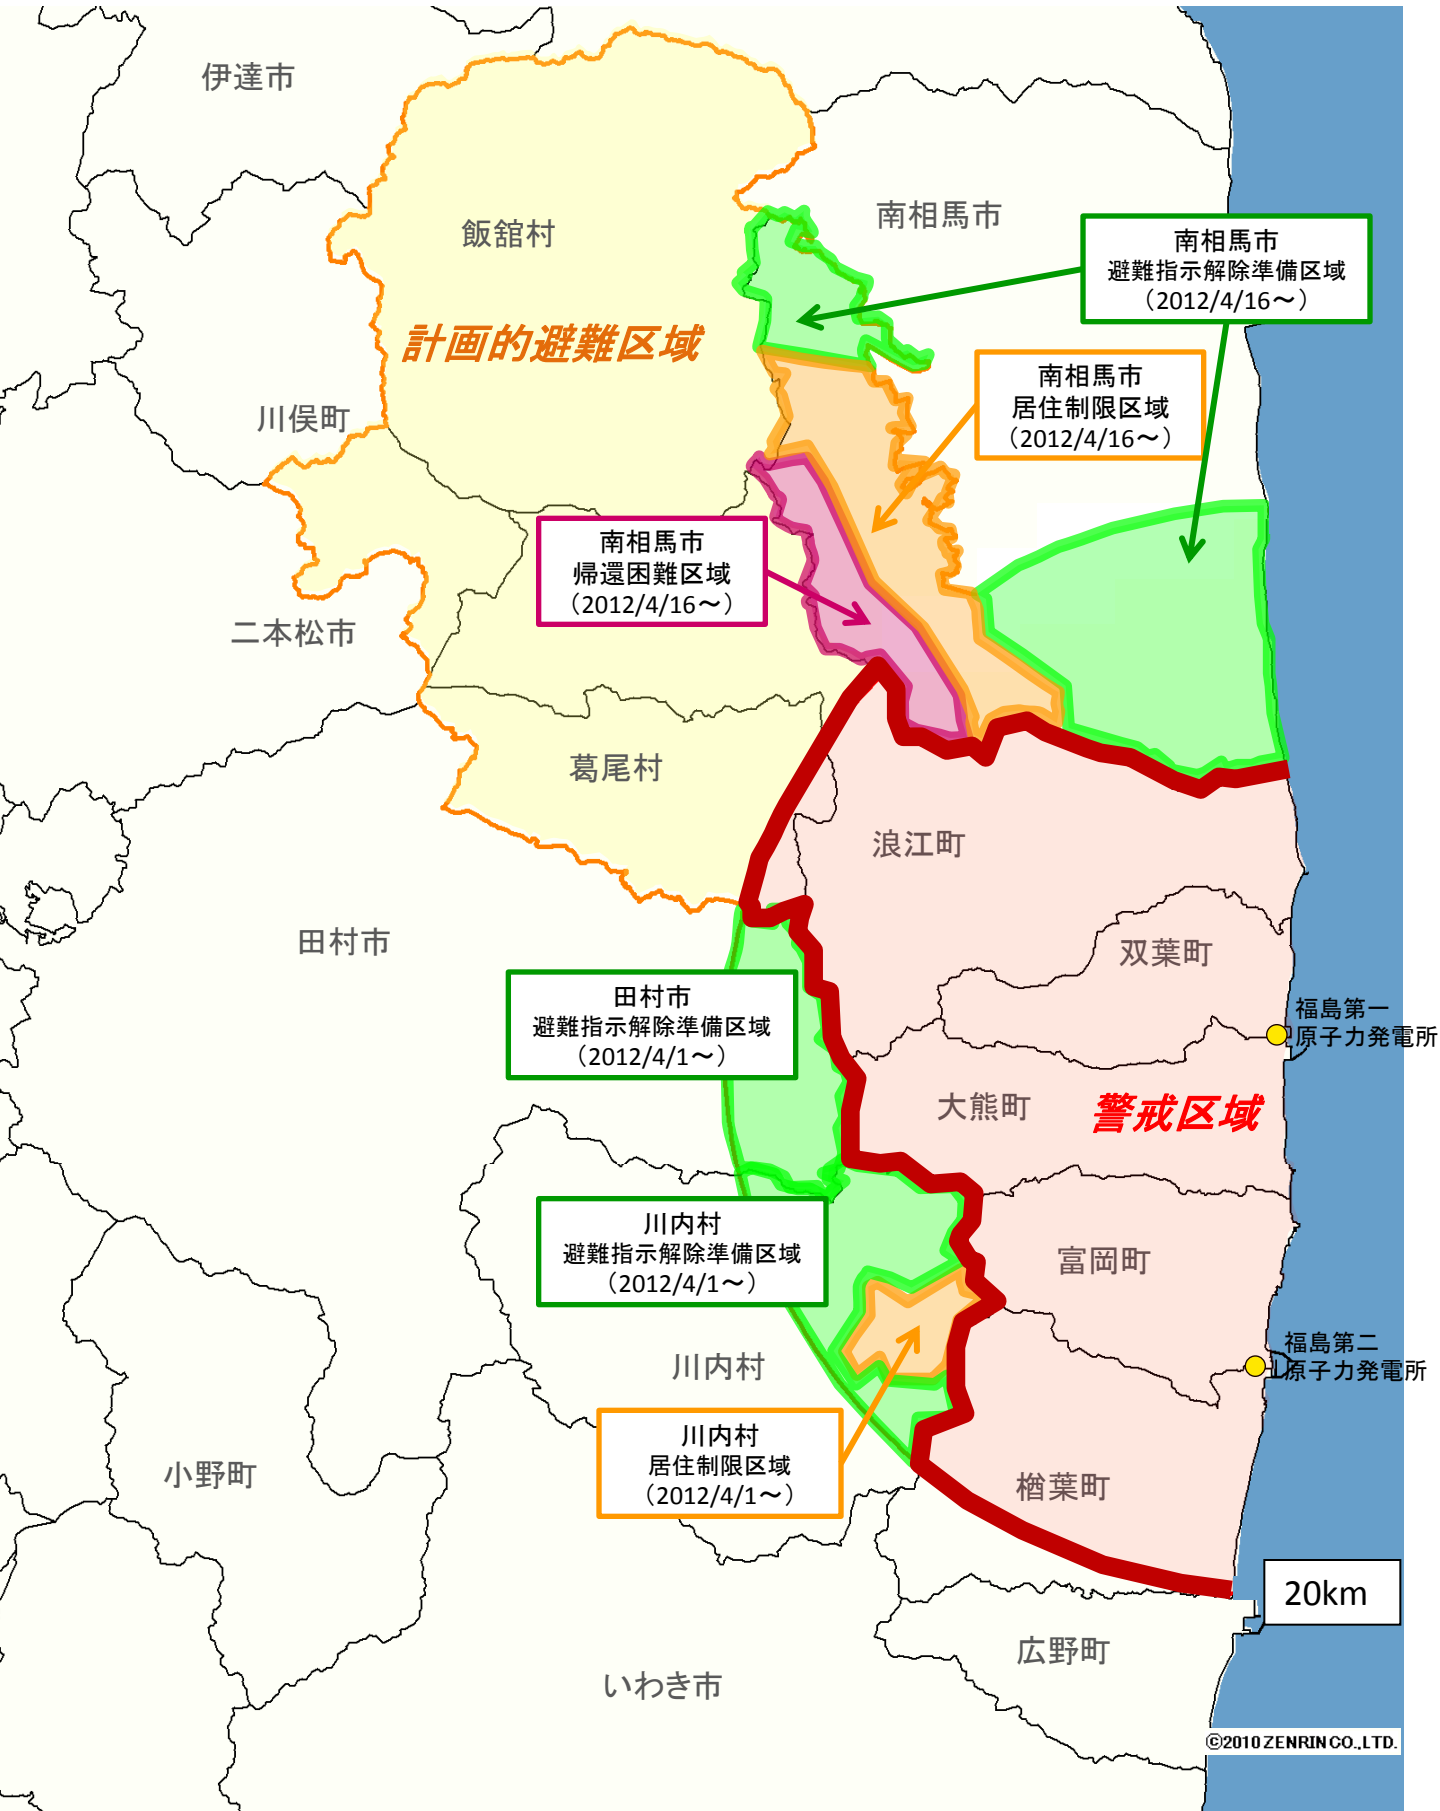 伊達市
飯舘村
南相馬市
南相馬市
避難指示解除準備区域
（2012/4/16～）
計画的避難区域
南相馬市
居住制限区域
（2012/4/16～）
川俣町
南相馬市
帰還困難区域
（2012/4/16～）
二本松市
葛尾村
浪江町
田村市
双葉町
田村市
避難指示解除準備区域
（2012/4/1～）
福島第一
原子力発電所
大熊町
警戒区域
川内村
避難指示解除準備区域
（2012/4/1～）
富岡町
福島第二
原子力発電所
川内村
川内村
居住制限区域
（2012/4/1～）
小野町
楢葉町
20km
広野町
いわき市
©2010 ZENRIN CO.,LTD.